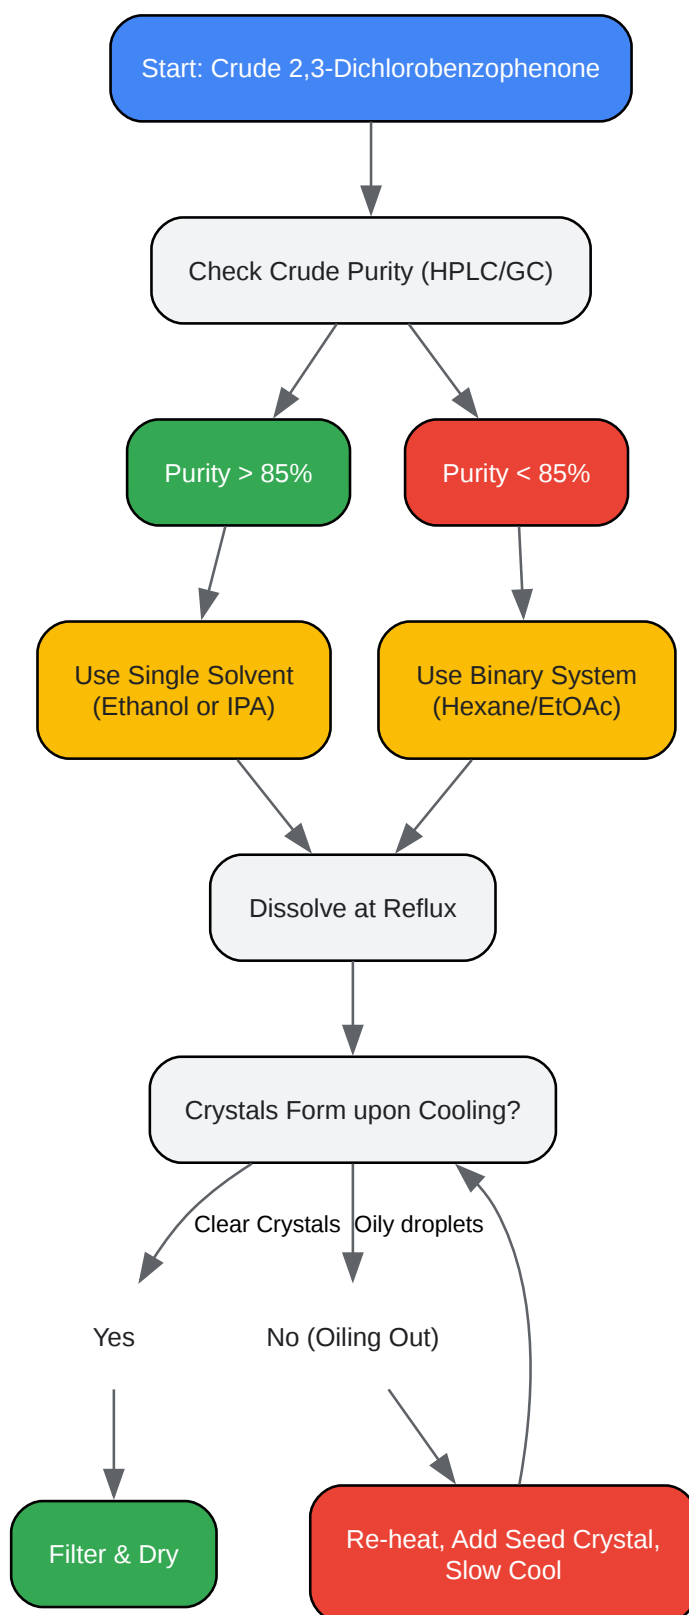 Start: Crude 2,3-Dichlorobenzophenone
Check Crude Purity (HPLC/GC)
Purity > 85%
Purity < 85%
Use Single Solvent
(Ethanol or IPA)
Use Binary System
(Hexane/EtOAc)
Dissolve at Reflux
Crystals Form upon Cooling?
Clear Crystals
Oily droplets
Yes
No (Oiling Out)
Filter & Dry
Re-heat, Add Seed Crystal,
Slow Cool